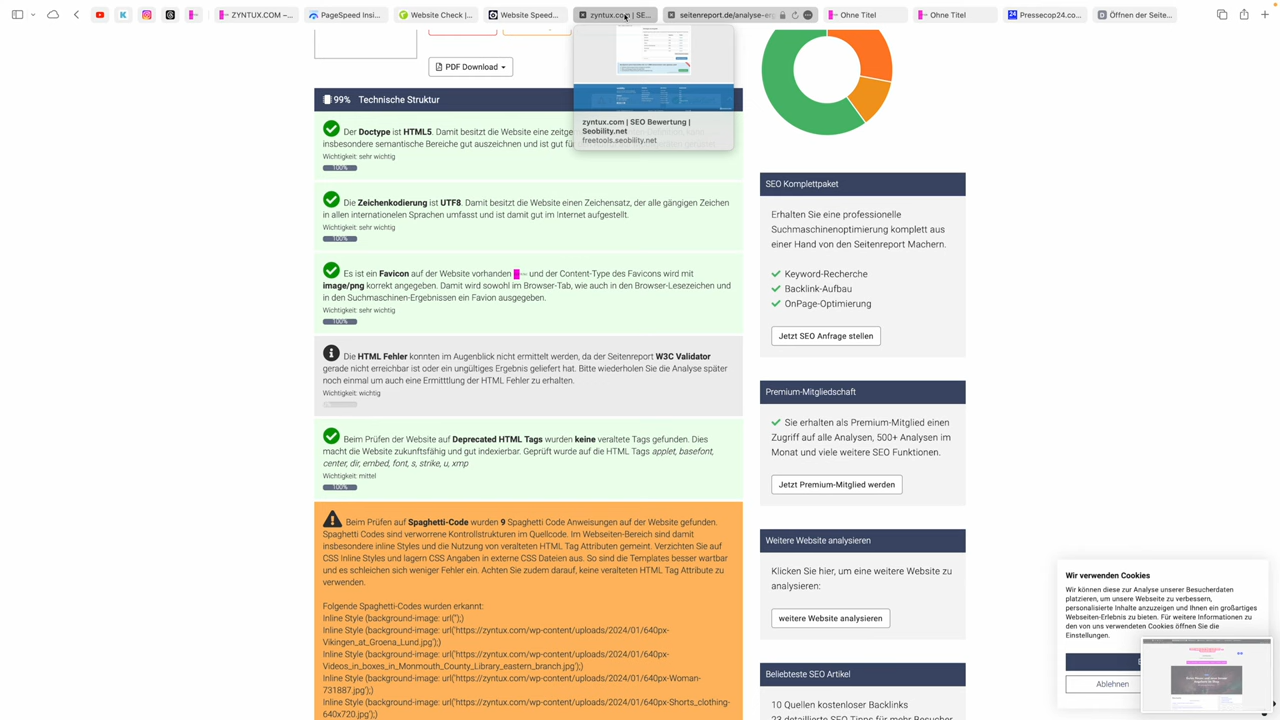 ZYNTUX.COM –...
PageSpeed Insi...
Website Check |...
Website Speed...
zyntux.com | SE...
seitenreport.de/analyse-erg
Ohne Titel
Ohne Titel
Pressecop24.co...
Öffnen der Seite...
PDF Download
zyntux.com | SEO Bewertung |
Seobility.net
freetools.seobility.net
99% Technische Struktur
Der Doctype ist HTML5. Damit besitzt die Website eine zeitge
insbesondere semantische Bereiche gut auszeichnen und ist gut für
Wichtigkeit: sehr wichtig
100%
Die Zeichenkodierung ist UTF8. Damit besitzt die Website einen Zeichensatz, der alle gängigen Zeichen
in allen internationelen Sprachen umfasst und ist damit gut im Internet aufgestellt.
Wichtigkeit: sehr wichtig
100%
Es ist ein Favicon auf der Website vorhanden und der Content-Type des Favicons wird mit
image/png korrekt angegeben. Damit wird sowohl im Browser-Tab, wie auch in den Browser-Lesezeichen und
in den Suchmaschinen-Ergebnissen ein Favion ausgegeben.
Wichtigkeit: sehr wichtig
100%
Die HTML Fehler konnten im Augenblick nicht ermittelt werden, da der Seitenreport W3C Validator
gerade nicht erreichbar ist oder ein ungültiges Ergebnis geliefert hat. Bitte wiederholen Sie die Analyse später
noch einmal um auch eine Ermitttlung der HTML Fehler zu erhalten.
Wichtigkeit: wichtig
Beim Prüfen der Website auf Deprecated HTML Tags wurden keine veraltete Tags gefunden. Dies
macht die Website zukunftsfähig und gut indexierbar. Geprüft wurde auf die HTML Tags applet, basefont,
center, dir, embed, font, s, strike, u, xmp
Wichtigkeit: mittel
100%
Beim Prüfen auf Spaghetti-Code wurden 9 Spaghetti Code Anweisungen auf der Website gefunden.
Spaghetti Codes sind verworrene Kontrollstrukturen im Quellcode. Im Webseiten-Bereich sind damit
insbesondere inline Styles und die Nutzung von veralteten HTML Tag Attributen gemeint. Verzichten Sie auf
CSS Inline Styles und lagern CSS Angaben in externe CSS Dateien aus. So sind die Templates besser wartbar
und es schleichen sich weniger Fehler ein. Achten Sie zudem darauf, keine veralteten HTML Tag Attribute zu
verwenden.
Folgende Spaghetti-Codes wurden erkannt:
Inline Style (background-image: url('');)
Inline Style (background-image: url('https://zyntux.com/wp-content/uploads/2024/01/640px-
Vikingen_at_Groena_Lund.jpg');)
Inline Style (background-image: url('https://zyntux.com/wp-content/uploads/2024/01/640px-
Videos_in_boxes_in_Monmouth_County_Library_eastern_branch.jpg');)
Inline Style (background-image: url('https://zyntux.com/wp-content/uploads/2024/01/640px-Woman-
731887.jpg');)
Inline Style (background-image: url('https://zyntux.com/wp-content/uploads/2024/01/640px-Shorts_clothing-
640x720.jpg');)
SEO Komplettpaket
Erhalten Sie eine professionelle
Suchmaschinenoptimierung komplett aus
einer Hand von den Seitenreport Machern.
Keyword-Recherche
Backlink-Aufbau
OnPage-Optimierung
Jetzt SEO Anfrage stellen
Premium-Mitgliedschaft
Sie erhalten als Premium-Mitglied einen
Zugriff auf alle Analysen, 500+ Analysen im
Monat und viele weitere SEO Funktionen.
Jetzt Premium-Mitglied werden
Weitere Website analysieren
Klicken Sie hier, um eine weitere Website zu
analysieren:
weitere Website analysieren
Beliebteste SEO Artikel
10 Quellen kostenloser Backlinks
23 detaillierte SEO Tipps für mehr Besucher
Wir verwenden Cookies
Wir können diese zur Analyse unserer Besucherdaten
platzieren, um unsere Webseite zu verbessern,
personalisierte Inhalte anzuzeigen und Ihnen ein großartiges
Webseiten-Erlebnis zu bieten. Für weitere Informationen zu
den von uns verwendeten Cookies öffnen Sie die
Einstellungen.
Ablehnen